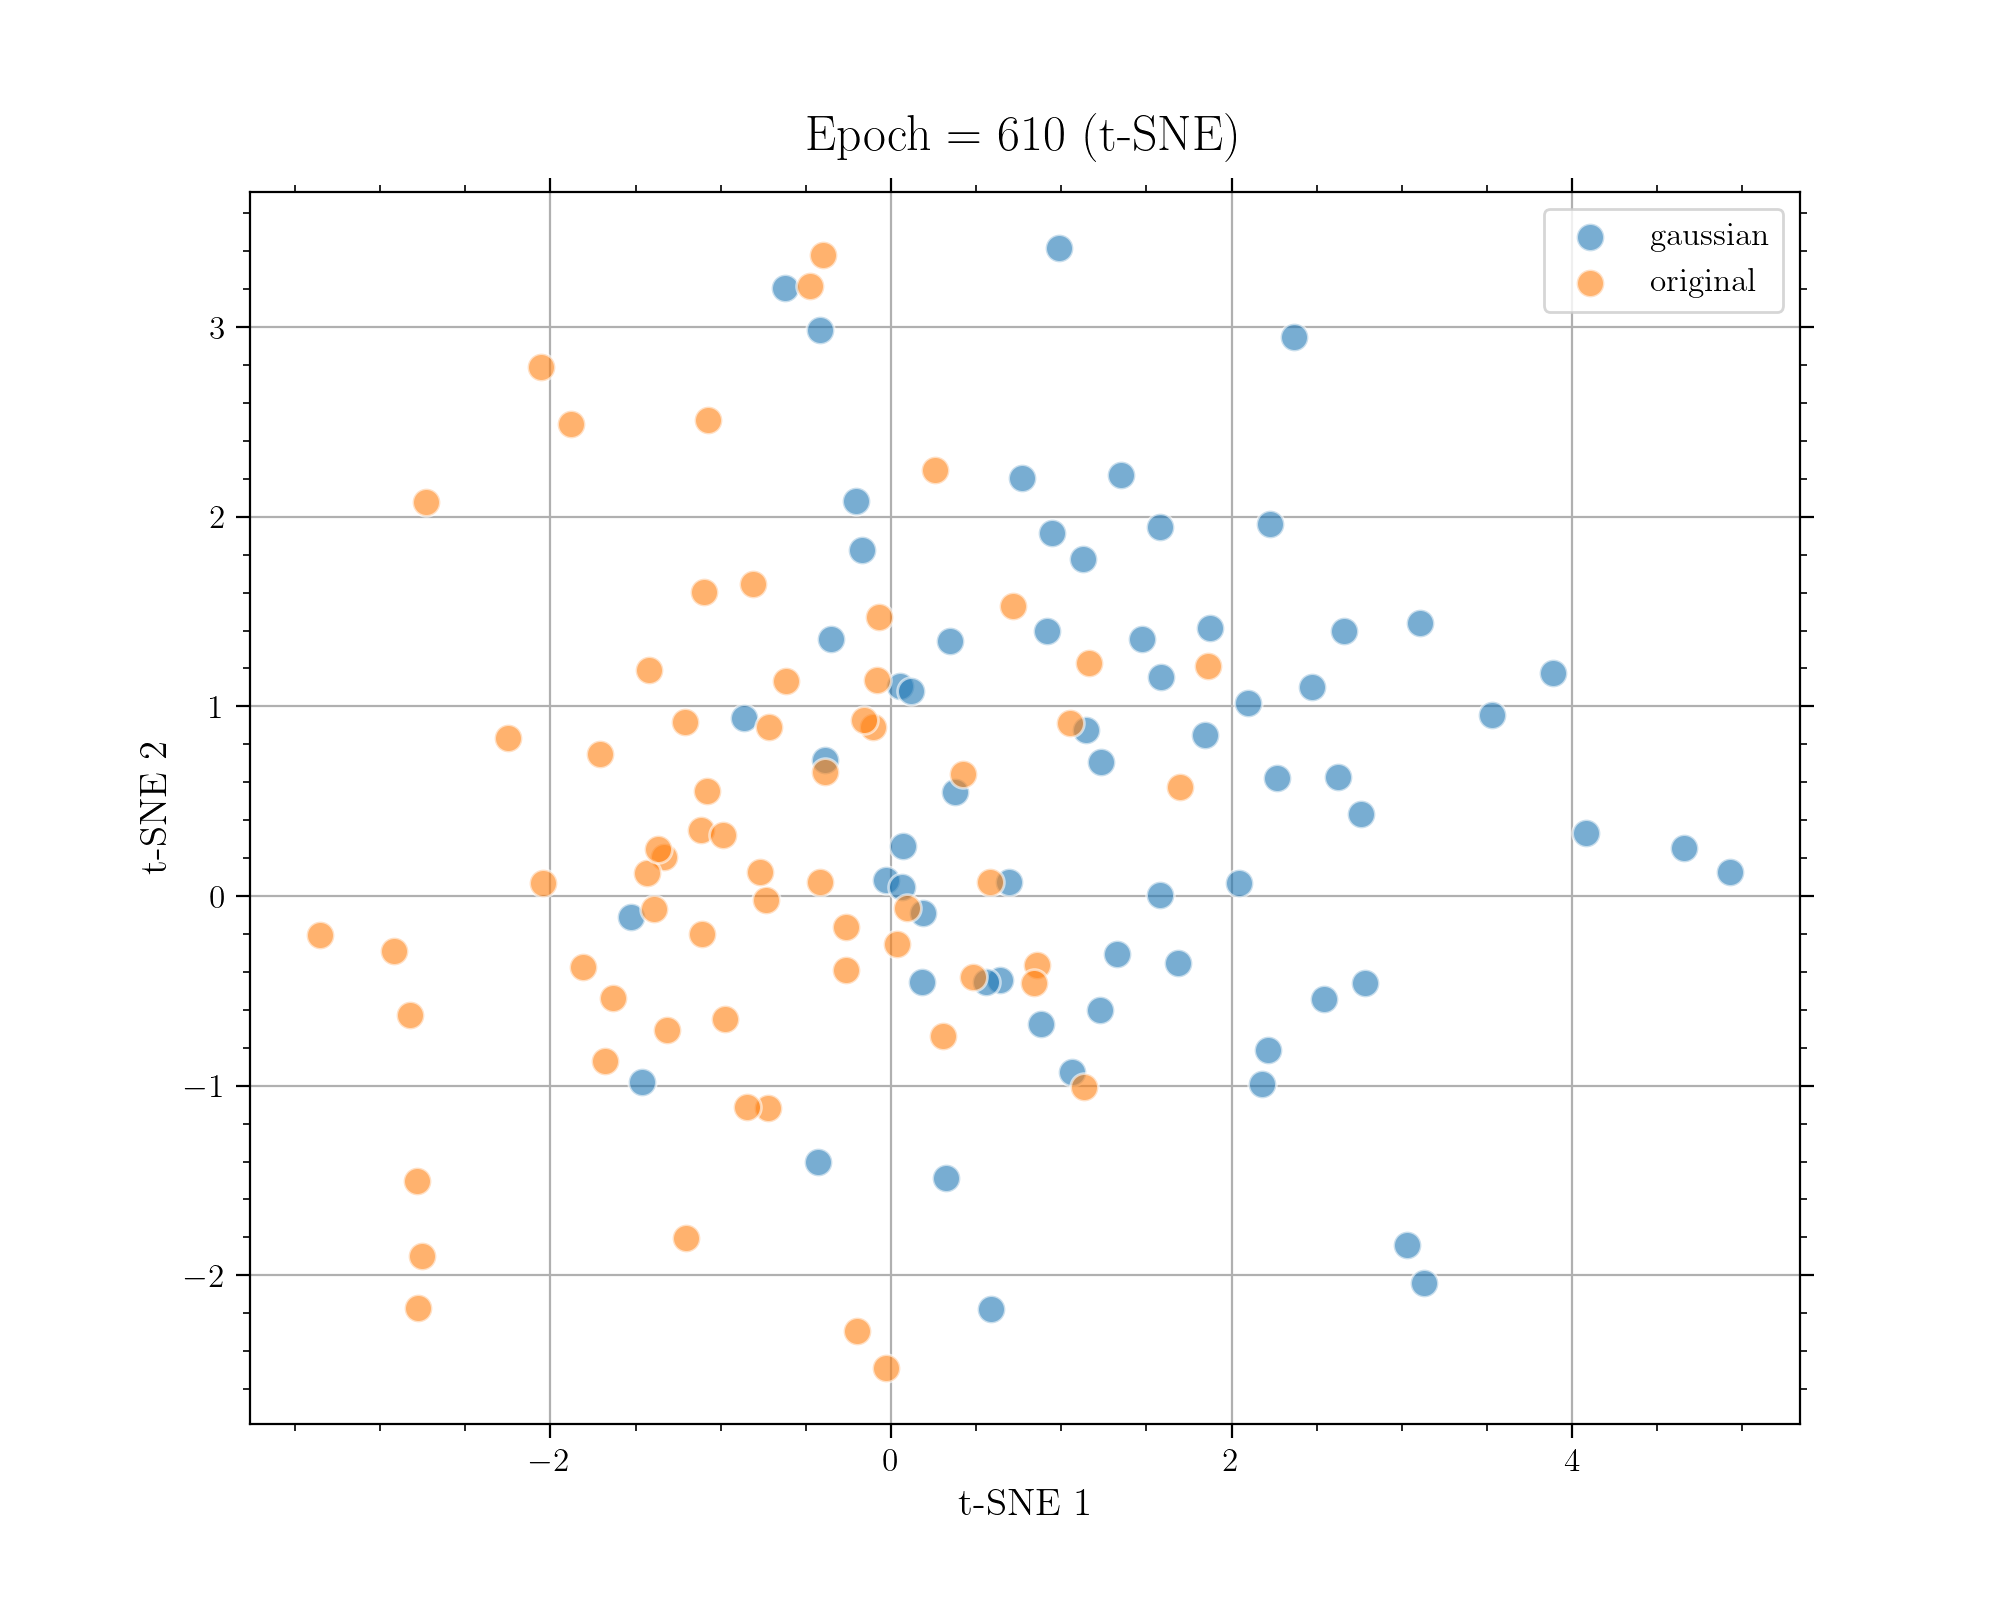 Epoch = 610 (t-SNE)
gaussian
original
3
2
1
0
−1
−2
t-SNE 2
−2
0
2
4
t-SNE 1